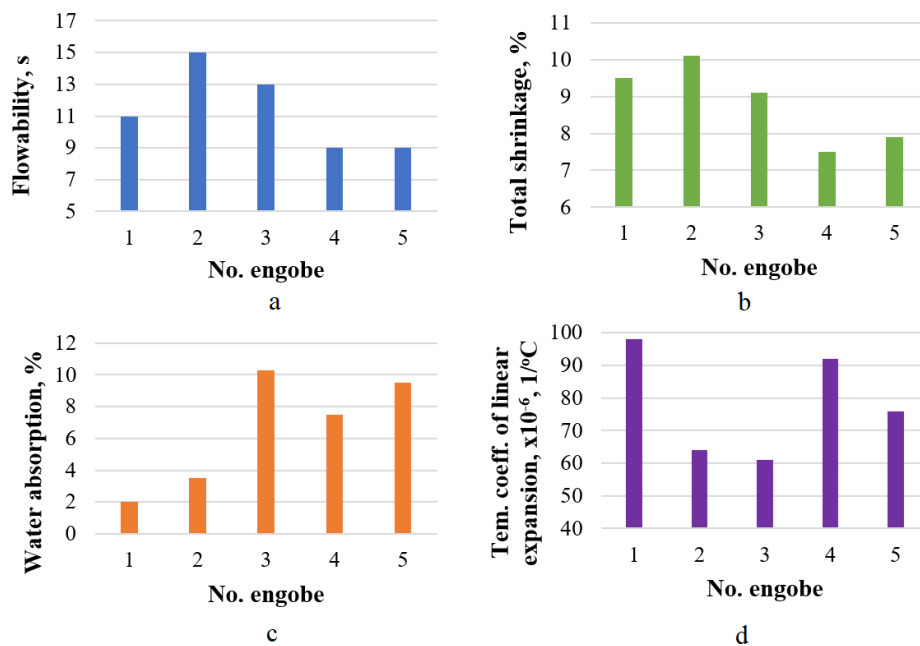 Flowability, s
17
15
13
11
9
7
5
1 2 3 4 5
No. engobe
a
Total shrinkage, %
11
10
9
8
7
6
1 2 3 4 5
No. engobe
b
Water absorption, %
12
10
8
6
4
2
0
1 2 3 4 5
No. engobe
c
Tem. coeff. of linear
expansion, x10⁻⁶, 1/ºC
100
90
80
70
60
50
40
1 2 3 4 5
No. engobe
d